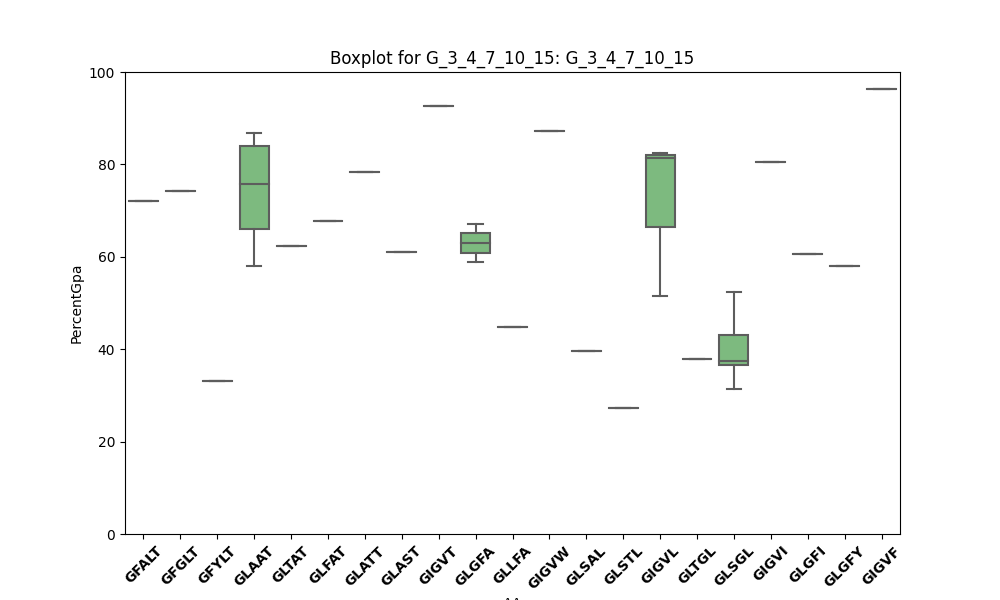 Boxplot for G_3_4_7_10_15: G_3_4_7_10_15
PercentGpa
100
80
60
40
20
0
GFALT
GFGLT
GFYLT
GLAAT
GLTAT
GLFAT
GLATT
GLAST
GIGVT
GLGFA
GLLFA
GIGVW
GLSAL
GLSTL
GIGVL
GLTGL
GLSGL
GIGVI
GLGFI
GLGFY
GIGVF